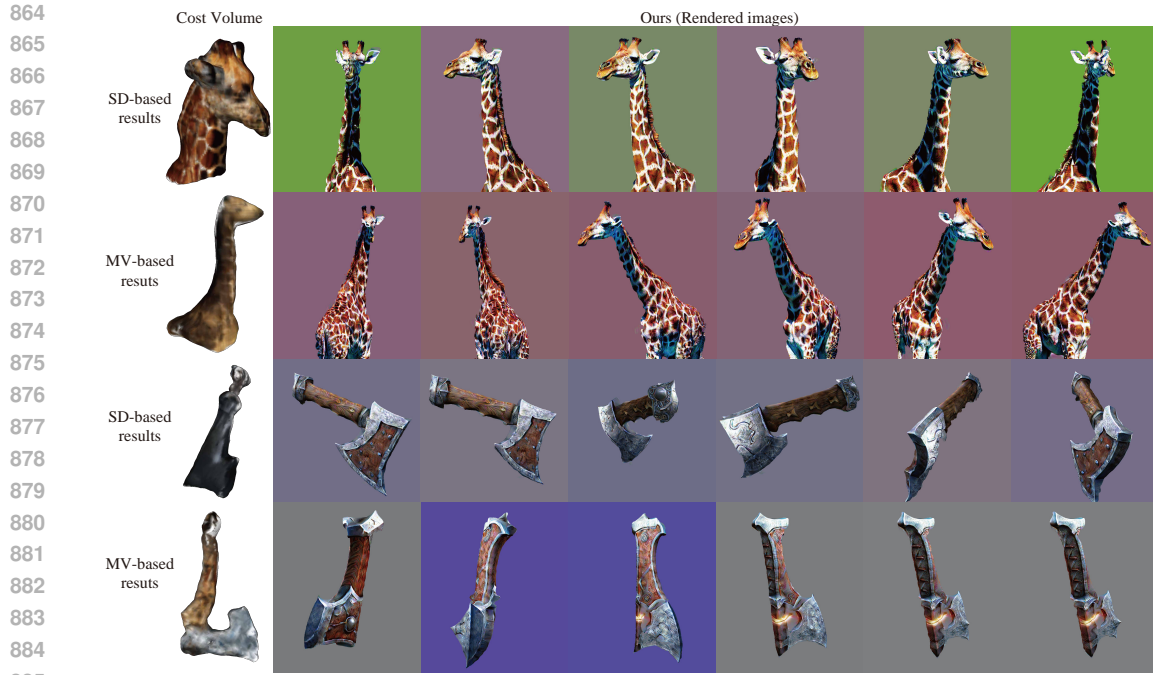 864
Cost Volume
Ours (Rendered images)
865
866
SD-based
867
results
868
869
870
871
MV-based
872
resuts
873
874
875
876
SD-based
877
results
878
879
880
881
MV-based
882
resuts
883
884